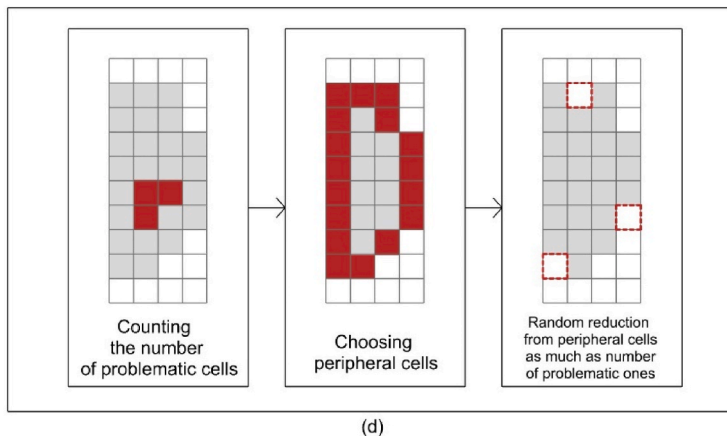 Counting
the number
of problematic cells
Choosing
peripheral cells
Random reduction
from peripheral cells
as much as number
of problematic ones
(d)